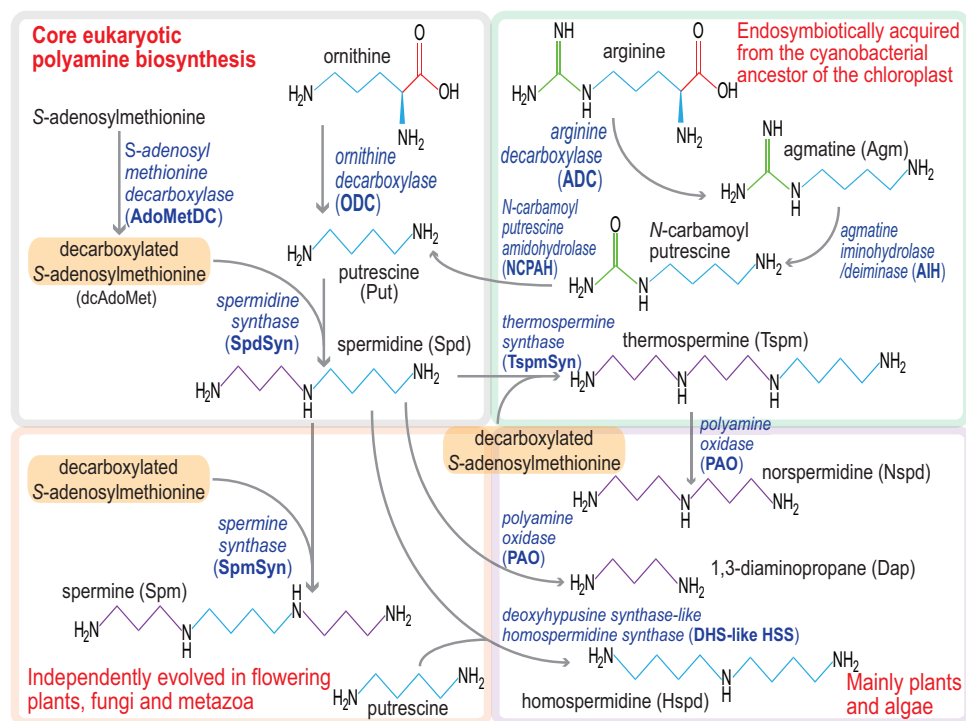 Core eukaryotic
polyamine biosynthesis
ornithine
O
OH
H₂N
NH₂
S-adenosylmethionine
S-adenosyl
methionine
decarboxylase
(AdoMetDC)
ornithine
decarboxylase
(ODC)
decarboxylated
S-adenosylmethionine
(dcAdoMet)
H₂N
NH₂
putrescine
(Put)
spermidine
synthase
(SpdSyn)
spermidine (Spd)
H₂N
N
H
NH₂
Endosymbiotically acquired
from the cyanobacterial
ancestor of the chloroplast
NH
arginine
O
OH
H₂N
N
H
NH₂
arginine
decarboxylase
(ADC)
NH
agmatine (Agm)
NH₂
H₂N
N
H
N-carbamoyl
putrescine
amidohydrolase
(NCPAH)
O
N-carbamoyl
putrescine
NH₂
H₂N
N
H
agmatine
iminohydrolase
/deiminase (AIH)
thermospermine
synthase
(TspmSyn)
thermospermine (Tspm)
H₂N
N
H
N
H
NH₂
decarboxylated
S-adenosylmethionine
decarboxylated
S-adenosylmethionine
spermine
synthase
(SpmSyn)
spermine (Spm)
H₂N
N
H
H
N
NH₂
Independently evolved in flowering
plants, fungi and metazoa
H₂N
NH₂
putrescine
polyamine
oxidase
(PAO)
norspermidine (Nspd)
H₂N
N
H
NH₂
polyamine
oxidase
(PAO)
H₂N
NH₂
1,3-diaminopropane (Dap)
deoxyhypusine synthase-like
homospermidine synthase (DHS-like HSS)
H₂N
N
H
NH₂
homospermidine (Hspd)
Mainly plants
and algae